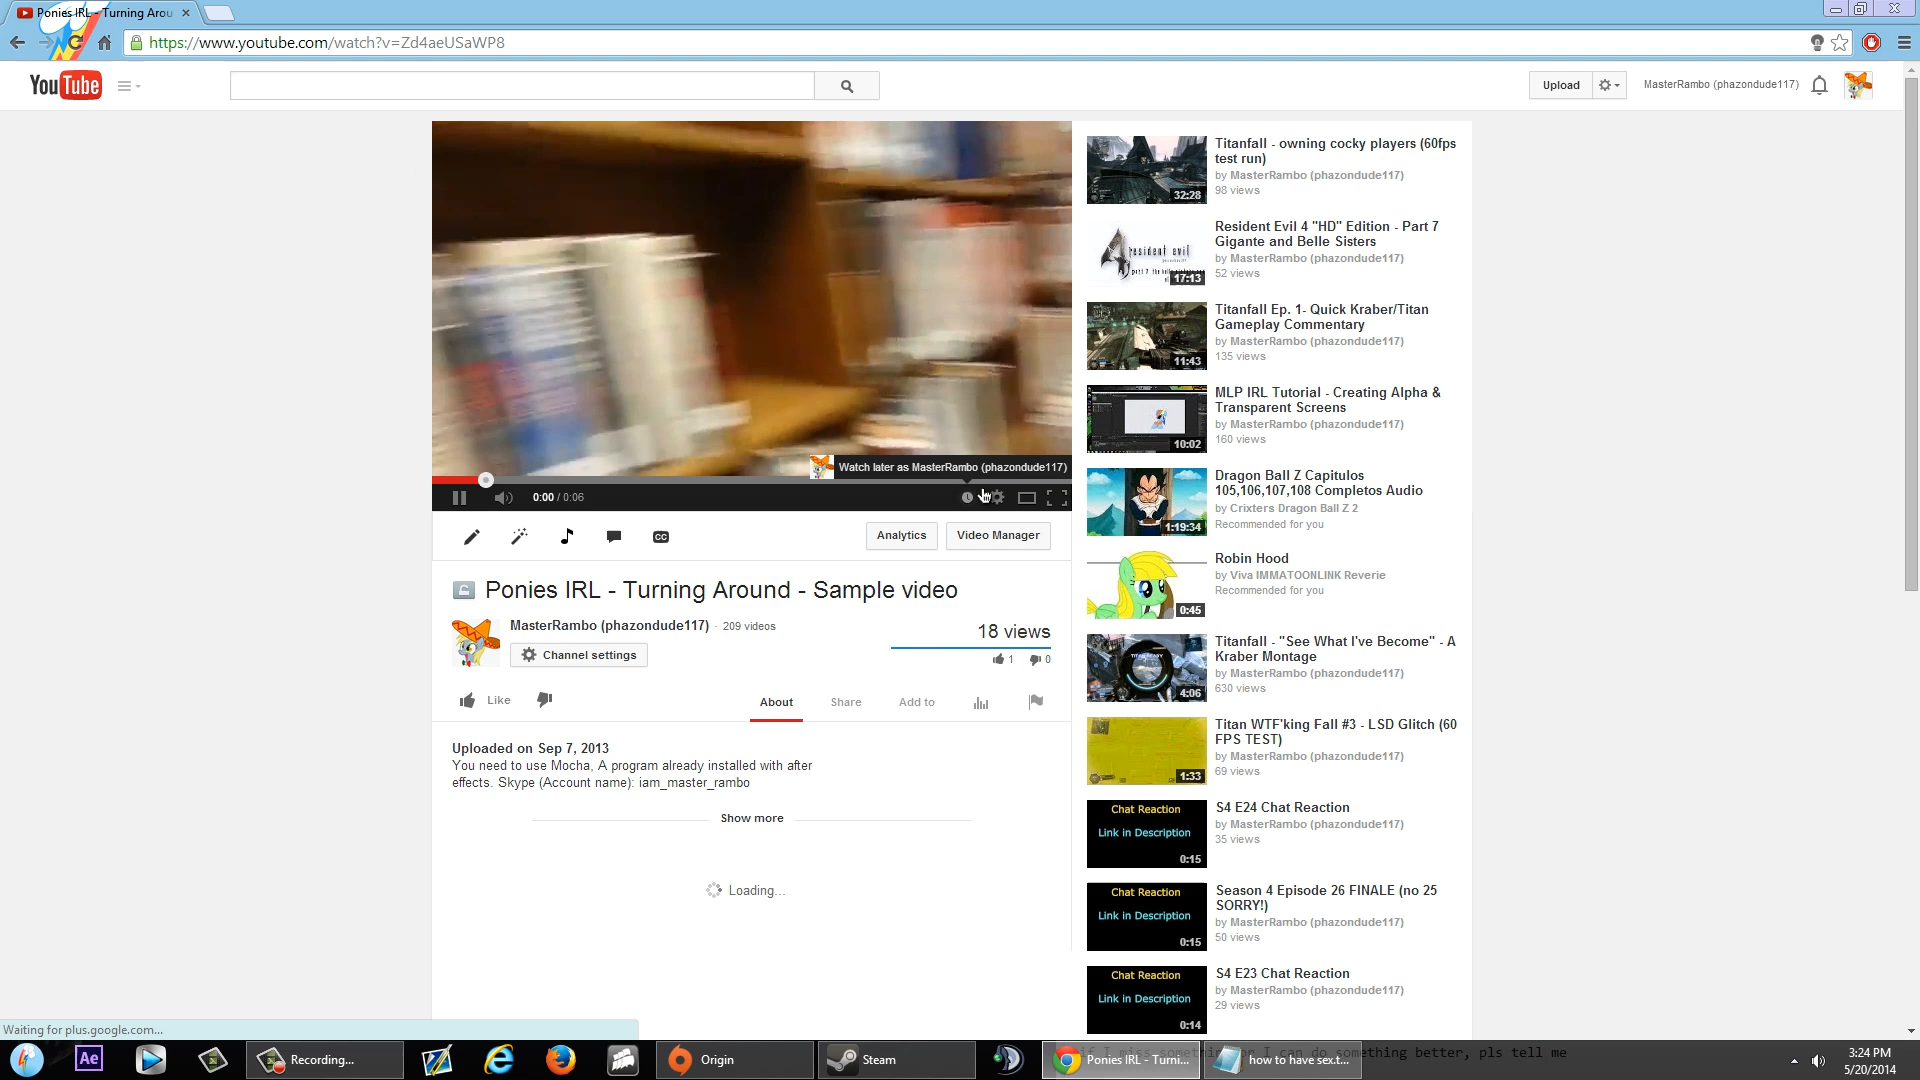 Ponies IRL - Turning Arou
https://www.youtube.com/watch?v=Zd4aeUSaWP8
YouTube
Upload
MasterRambo (phazondude117)
Watch later as MasterRambo (phazondude117)
0:00 / 0:06
Analytics
Video Manager
Ponies IRL - Turning Around - Sample video
MasterRambo (phazondude117) · 209 videos
Channel settings
18 views
1
0
Like
About
Share
Add to
Uploaded on Sep 7, 2013
You need to use Mocha, A program already installed with after
effects. Skype (Account name): iam_master_rambo
Show more
Loading...
Titanfall - owning cocky players (60fps
test run)
by MasterRambo (phazondude117)
98 views
32:28
Resident Evil 4 "HD" Edition - Part 7
Gigante and Belle Sisters
by MasterRambo (phazondude117)
52 views
resident evil
17:13
Titanfall Ep. 1- Quick Kraber/Titan
Gameplay Commentary
by MasterRambo (phazondude117)
135 views
11:43
MLP IRL Tutorial - Creating Alpha &
Transparent Screens
by MasterRambo (phazondude117)
160 views
10:02
Dragon Ball Z Capitulos
105,106,107,108 Completos Audio
by Crixters Dragon Ball Z 2
Recommended for you
1:19:34
Robin Hood
by Viva IMMATOONLINK Reverie
Recommended for you
0:45
Titanfall - "See What I've Become" - A
Kraber Montage
by MasterRambo (phazondude117)
630 views
4:06
Titan WTF'king Fall #3 - LSD Glitch (60
FPS TEST)
by MasterRambo (phazondude117)
69 views
1:33
Chat Reaction
Link in Description
0:15
S4 E24 Chat Reaction
by MasterRambo (phazondude117)
35 views
Chat Reaction
Link in Description
0:15
Season 4 Episode 26 FINALE (no 25
SORRY!)
by MasterRambo (phazondude117)
50 views
Chat Reaction
Link in Description
0:14
S4 E23 Chat Reaction
by MasterRambo (phazondude117)
29 views
Waiting for plus.google.com...
Ae
Recording...
Origin
Steam
Ponies IRL - Turni...
how to have sex.t...
something better, pls tell me
3:24 PM
5/20/2014